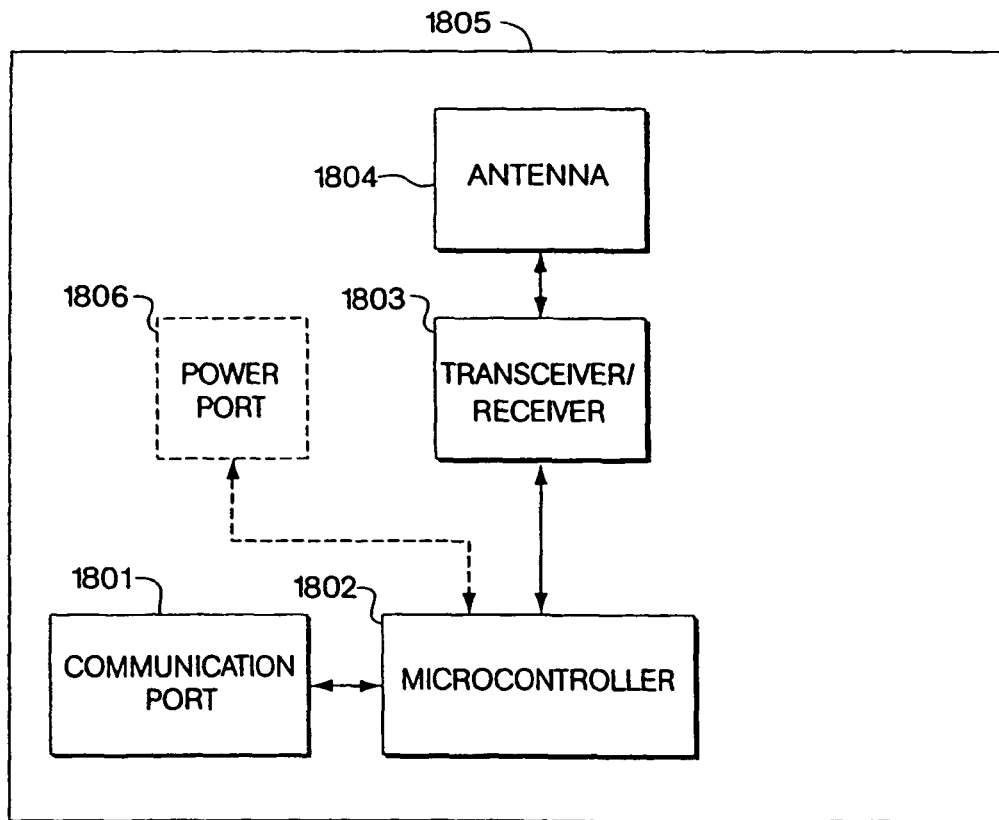 1805
1804
ANTENNA
1806
1803
POWER
PORT
TRANSCEIVER/
RECEIVER
1801
1802
COMMUNICATION
PORT
MICROCONTROLLER